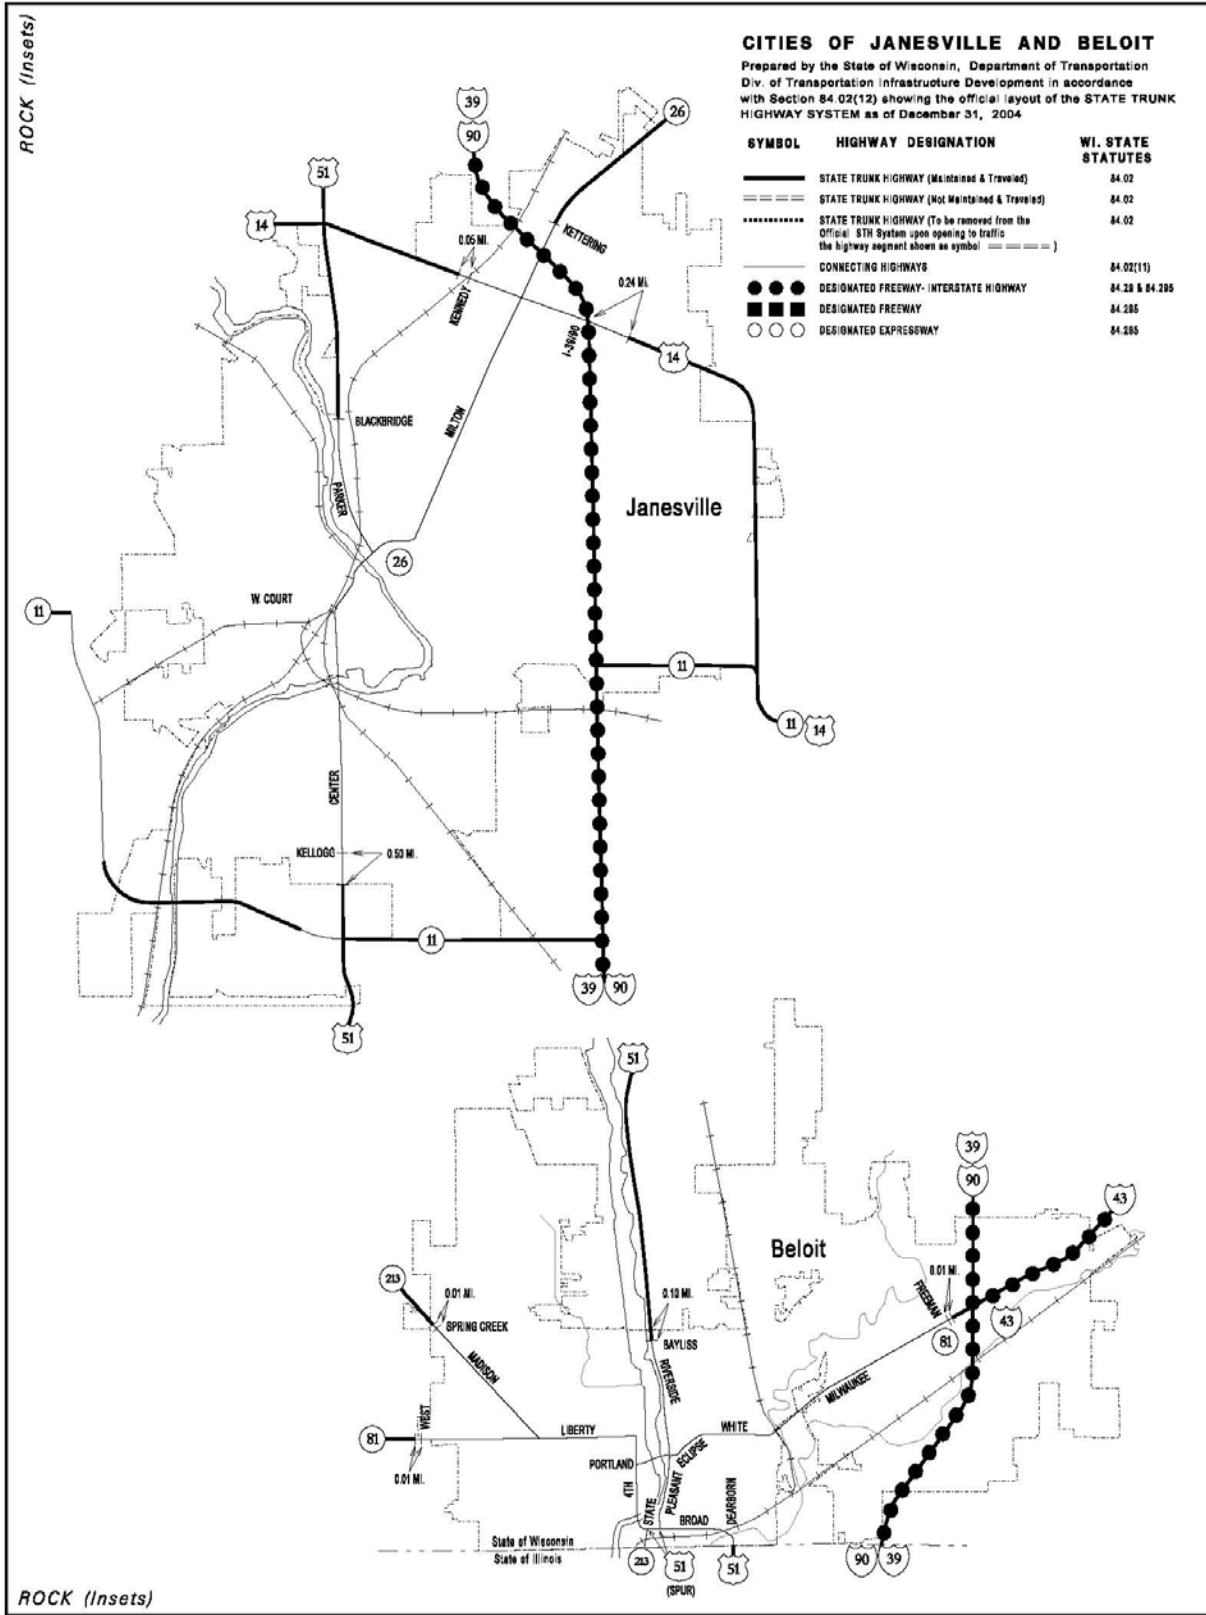 ROCK (Insets)
CITIES OF JANESVILLE AND BELOIT
Prepared by the State of Wisconsin, Department of Transportation
Div. of Transportation Infrastructure Development in accordance
with Section 84.02(12) showing the official layout of the STATE TRUNK
HIGHWAY SYSTEM as of December 31, 2004
SYMBOL HIGHWAY DESIGNATION WI. STATE
STATUTES
STATE TRUNK HIGHWAY (Maintained & Traveled) 84.02
STATE TRUNK HIGHWAY (Not Maintained & Traveled) 84.02
STATE TRUNK HIGHWAY (To be removed from the 84.02
Official STH System upon opening to traffic
the highway segment shown as symbol )
CONNECTING HIGHWAYS 84.02(11)
DESIGNATED FREEWAY- INTERSTATE HIGHWAY 84.29 & 84.295
DESIGNATED FREEWAY 84.295
DESIGNATED EXPRESSWAY 84.295
39
90
26
51
14
KETTERING
0.05 MI.
KENNEDY
0.24 MI.
I-39/90
14
BLACKBRIDGE
MILTON
PARKER
Janesville
26
11
W. COURT
11
11
14
CENTER
KELLOGG
0.50 MI.
11
39
90
51
51
39
90
43
Beloit
0.01 MI.
FREEMAN
213
0.01 MI.
SPRING CREEK
0.10 MI.
BAYLISS
43
81
MADISON
RIVERSIDE
MILWAUKEE
WEST
81
LIBERTY
WHITE
ECLIPSE
PORTLAND
0.01 MI.
4TH
STATE
PLEASANT
BROAD
DEARBORN
State of Wisconsin
State of Illinois
213
51
(SPUR)
51
90
39
ROCK (Insets)